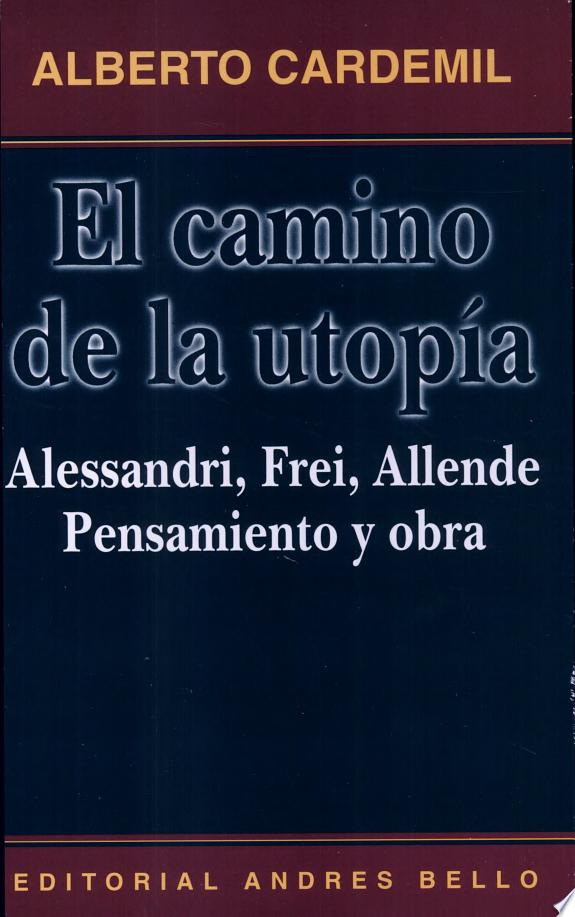 ALBERTO CARDEMIL
El camino
de la utopía
Alessandri, Frei, Allende
Pensamiento y obra
EDITORIAL ANDRES BELLO